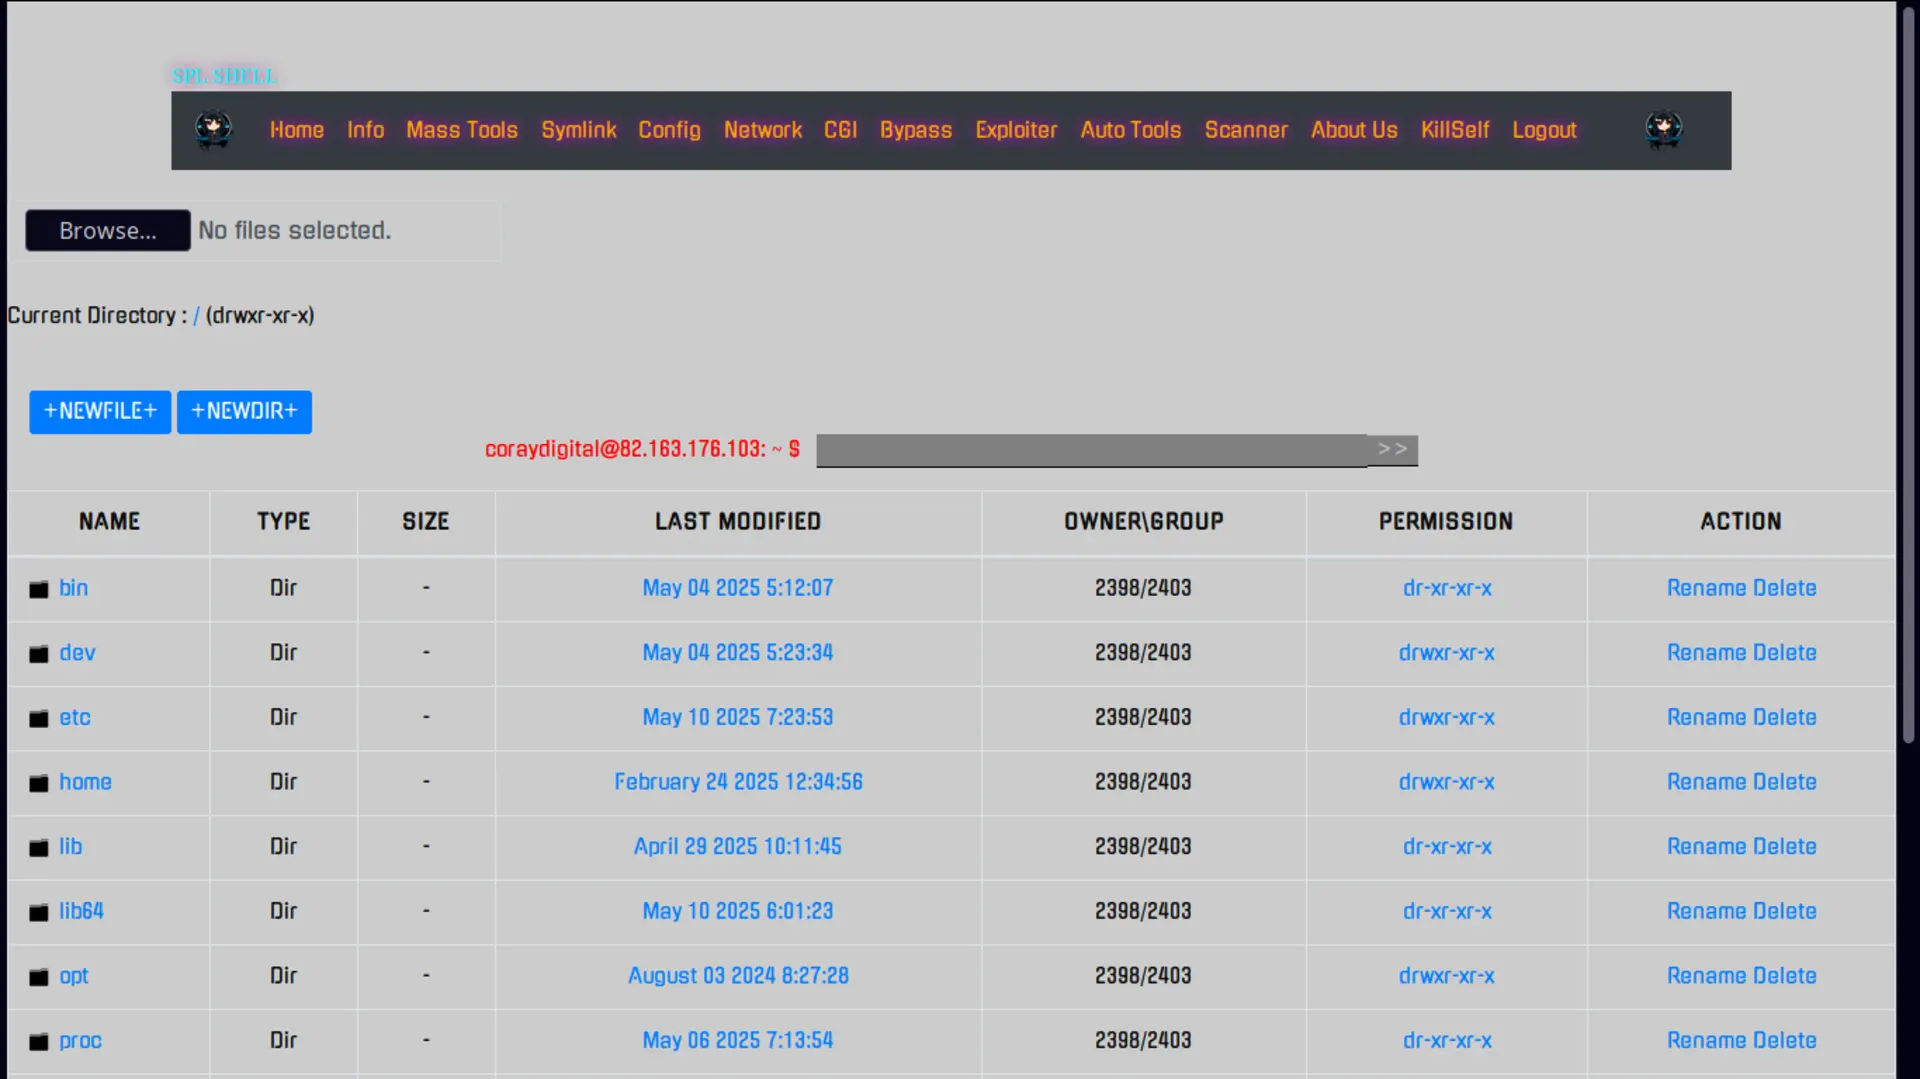 SPL SHELL
Home Info Mass Tools Symlink Config Network CGI Bypass Exploiter Auto Tools Scanner About Us KillSelf Logout
Browse... No files selected.
Current Directory : / (drwxr-xr-x)
+NEWFILE+ +NEWDIR+
coraydigital@82.163.176.103: ~ $ >>
NAME TYPE SIZE LAST MODIFIED OWNER\GROUP PERMISSION ACTION
bin Dir - May 04 2025 5:12:07 2398/2403 dr-xr-xr-x Rename Delete
dev Dir - May 04 2025 5:23:34 2398/2403 drwxr-xr-x Rename Delete
etc Dir - May 10 2025 7:23:53 2398/2403 drwxr-xr-x Rename Delete
home Dir - February 24 2025 12:34:56 2398/2403 drwxr-xr-x Rename Delete
lib Dir - April 29 2025 10:11:45 2398/2403 dr-xr-xr-x Rename Delete
lib64 Dir - May 10 2025 6:01:23 2398/2403 dr-xr-xr-x Rename Delete
opt Dir - August 03 2024 8:27:28 2398/2403 drwxr-xr-x Rename Delete
proc Dir - May 06 2025 7:13:54 2398/2403 dr-xr-xr-x Rename Delete